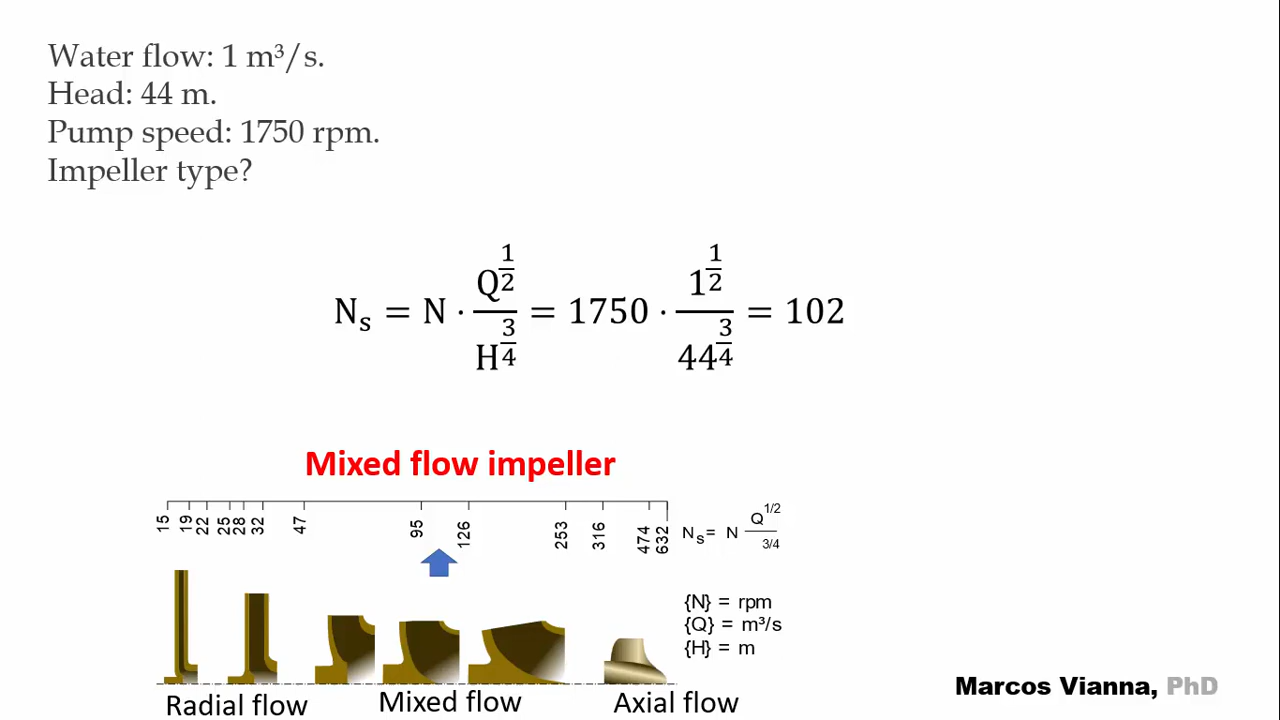 Water flow: 1 m³/s.
Head: 44 m.
Pump speed: 1750 rpm.
Impeller type?
N_s = N · Q^(1/2) / H^(3/4) = 1750 · 1^(1/2) / 44^(3/4) = 102
Mixed flow impeller
15 19 22 25 28 32 47 95 126 253 316 474 632
N_s = N Q^(1/2) / ^(3/4)
{N} = rpm
{Q} = m³/s
{H} = m
Radial flow Mixed flow Axial flow
Marcos Vianna, PhD